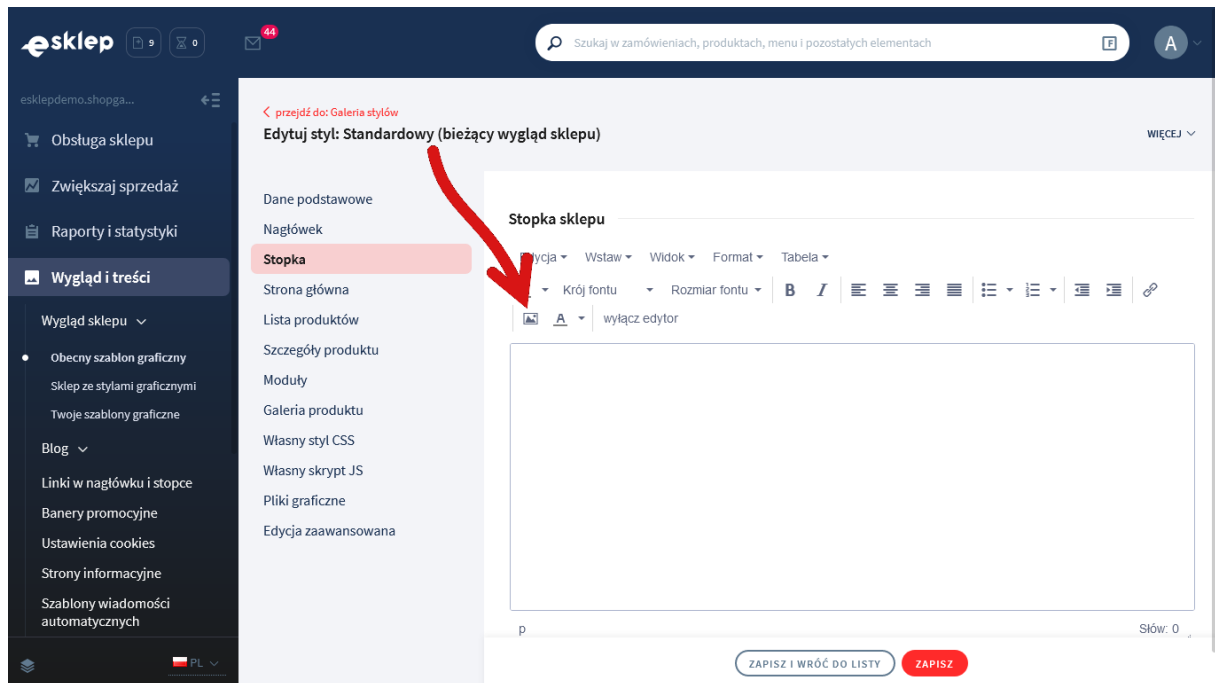 esklep 9 0 44 Szukaj w zamówieniach, produktach, menu i pozostałych elementach F A
esklepdemo.shopga...
Obsługa sklepu
Zwiększaj sprzedaż
Raporty i statystyki
Wygląd i treści
Wygląd sklepu
Obecny szablon graficzny
Sklep ze stylami graficznymi
Twoje szablony graficzne
Blog
Linki w nagłówku i stopce
Banery promocyjne
Ustawienia cookies
Strony informacyjne
Szablony wiadomości
automatycznych
PL
przejdź do: Galeria stylów
Edytuj styl: Standardowy (bieżący wygląd sklepu)
WIĘCEJ
Dane podstawowe
Nagłówek
Stopka
Strona główna
Lista produktów
Szczegóły produktu
Moduły
Galeria produktu
Własny styl CSS
Własny skrypt JS
Pliki graficzne
Edycja zaawansowana
Stopka sklepu
Edycja Wstaw Widok Format Tabela
Krój fontu Rozmiar fontu B I
A wyłącz edytor
p Słów: 0
ZAPISZ I WRÓĆ DO LISTY ZAPISZ